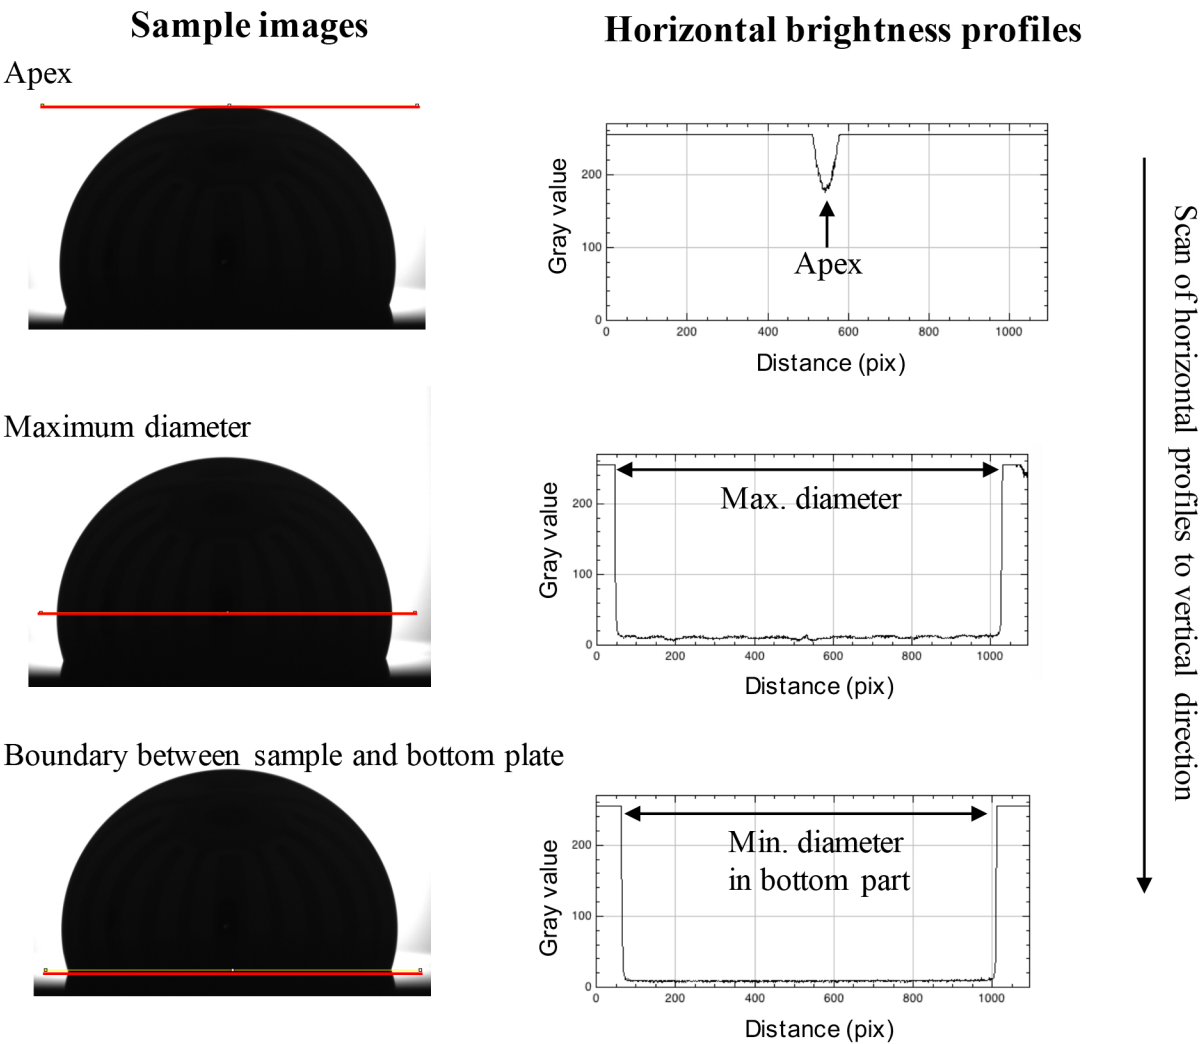 Sample images
Horizontal brightness profiles
Apex
Gray value
200
100
0
0 200 400 600 800 1000
Apex
Distance (pix)
Maximum diameter
Gray value
200
100
0
0 200 400 600 800 1000
Max. diameter
Distance (pix)
Boundary between sample and bottom plate
Gray value
200
100
0
0 200 400 600 800 1000
Min. diameter
in bottom part
Distance (pix)
Scan of horizontal profiles to vertical direction